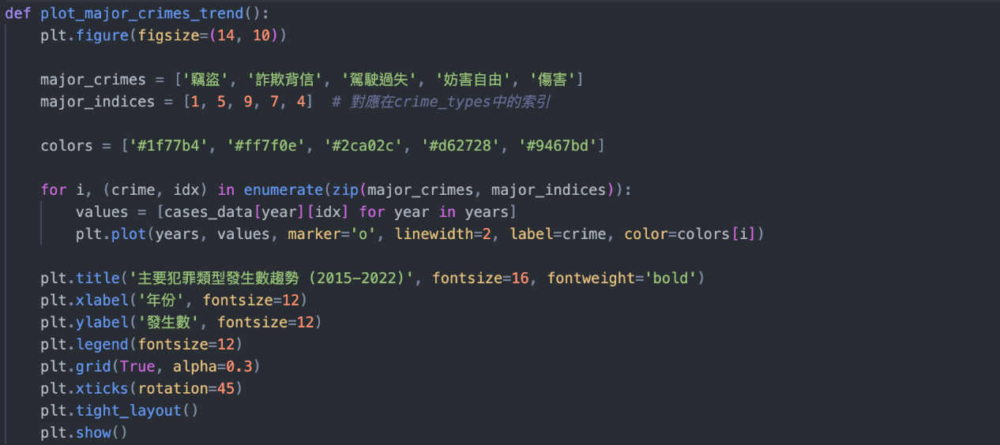 def plot_major_crimes_trend():
    plt.figure(figsize=(14, 10))

    major_crimes = ['竊盜', '詐欺背信', '駕駛過失', '妨害自由', '傷害']
    major_indices = [1, 5, 9, 7, 4]  # 對應在crime_types中的索引

    colors = ['#1f77b4', '#ff7f0e', '#2ca02c', '#d62728', '#9467bd']

    for i, (crime, idx) in enumerate(zip(major_crimes, major_indices)):
        values = [cases_data[year][idx] for year in years]
        plt.plot(years, values, marker='o', linewidth=2, label=crime, color=colors[i])

    plt.title('主要犯罪類型發生數趨勢 (2015-2022)', fontsize=16, fontweight='bold')
    plt.xlabel('年份', fontsize=12)
    plt.ylabel('發生數', fontsize=12)
    plt.legend(fontsize=12)
    plt.grid(True, alpha=0.3)
    plt.xticks(rotation=45)
    plt.tight_layout()
    plt.show()